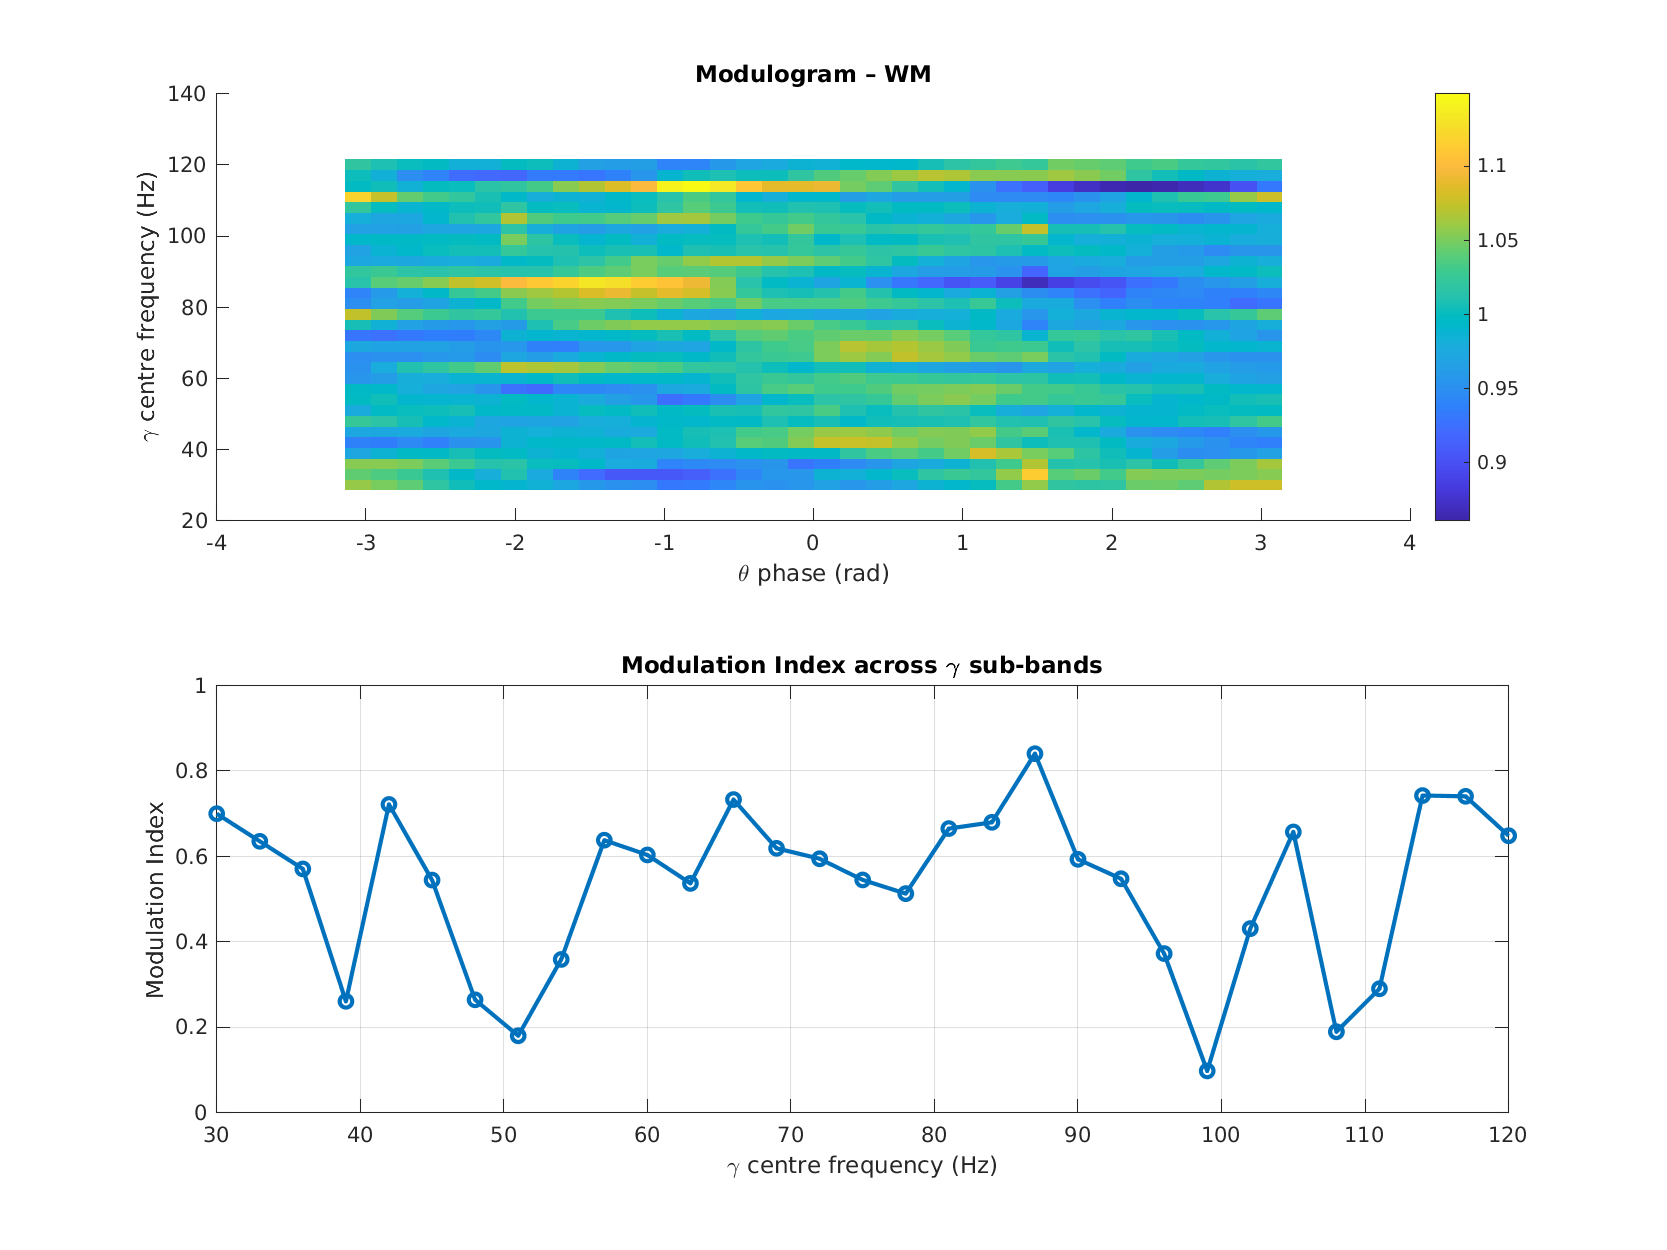 Modulogram – WM
140
120
100
80
60
40
20
γ centre frequency (Hz)
-4 -3 -2 -1 0 1 2 3 4
θ phase (rad)
1.1
1.05
1
0.95
0.9
Modulation Index across γ sub-bands
1
0.8
0.6
0.4
0.2
0
Modulation Index
30 40 50 60 70 80 90 100 110 120
γ centre frequency (Hz)